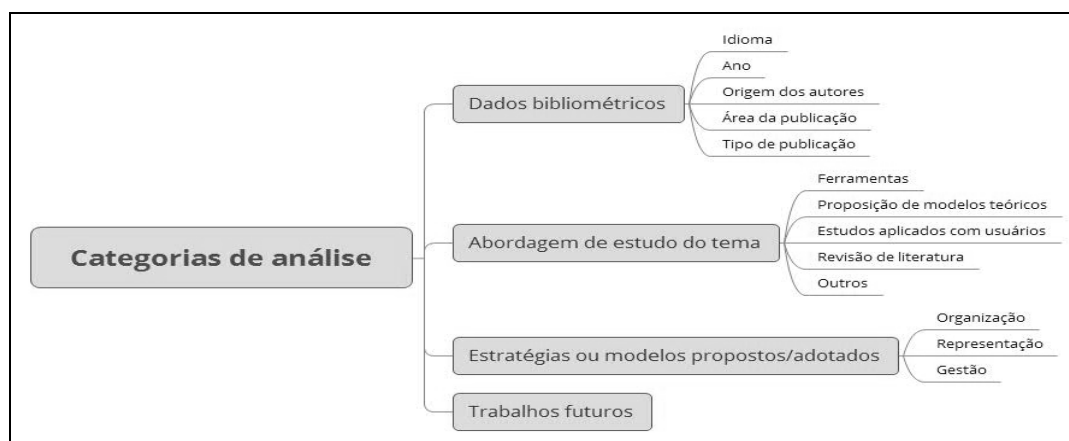 Categorias de análise
Dados bibliométricos
Idioma
Ano
Origem dos autores
Área da publicação
Tipo de publicação
Abordagem de estudo do tema
Ferramentas
Proposição de modelos teóricos
Estudos aplicados com usuários
Revisão de literatura
Outros
Estratégias ou modelos propostos/adotados
Organização
Representação
Gestão
Trabalhos futuros